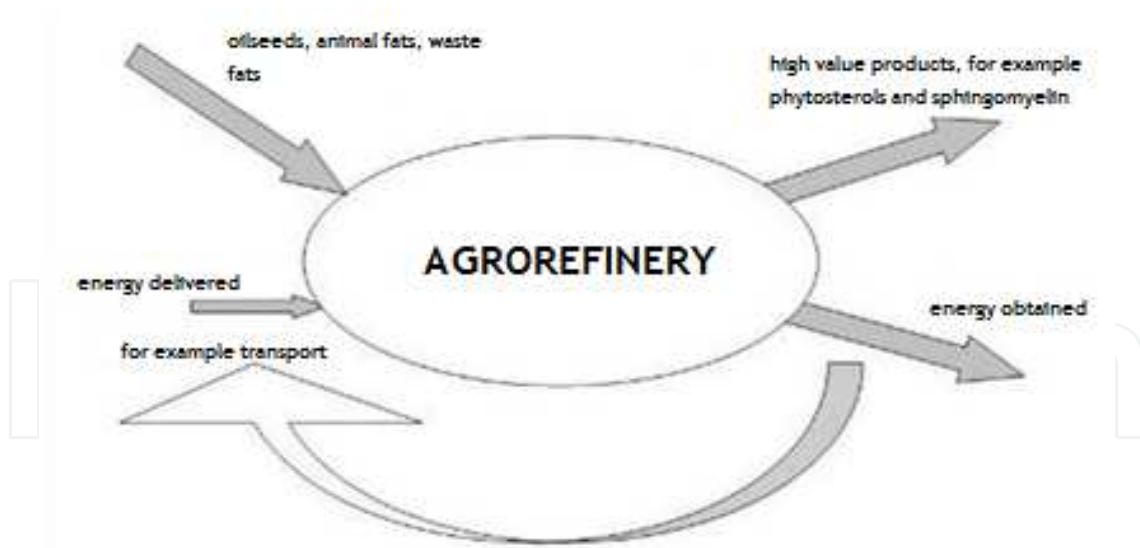 oilseeds, animal fats, waste
fats
high value products, for example
phytosterols and sphingomyelin
AGROREFINERY
energy delivered
energy obtained
for example transport